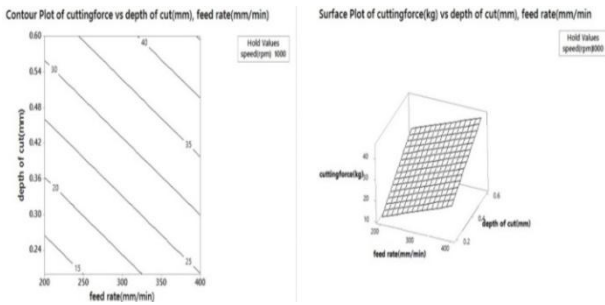 Contour Plot of cuttingforce vs depth of cut(mm), feed rate(mm/min)
Hold Values
speed(rpm) 1000
depth of cut(mm)
0.60
0.54
0.48
0.42
0.36
0.30
0.24
40
30
35
20
15
25
200
250
300
350
400
feed rate(mm/min)
Surface Plot of cuttingforce(kg) vs depth of cut(mm), feed rate(mm/min
Hold Values
speed(rpm)1000
cuttingforce(kg)
40
30
20
10
200
300
400
feed rate(mm/min)
0.2
0.4
0.6
depth of cut(mm)